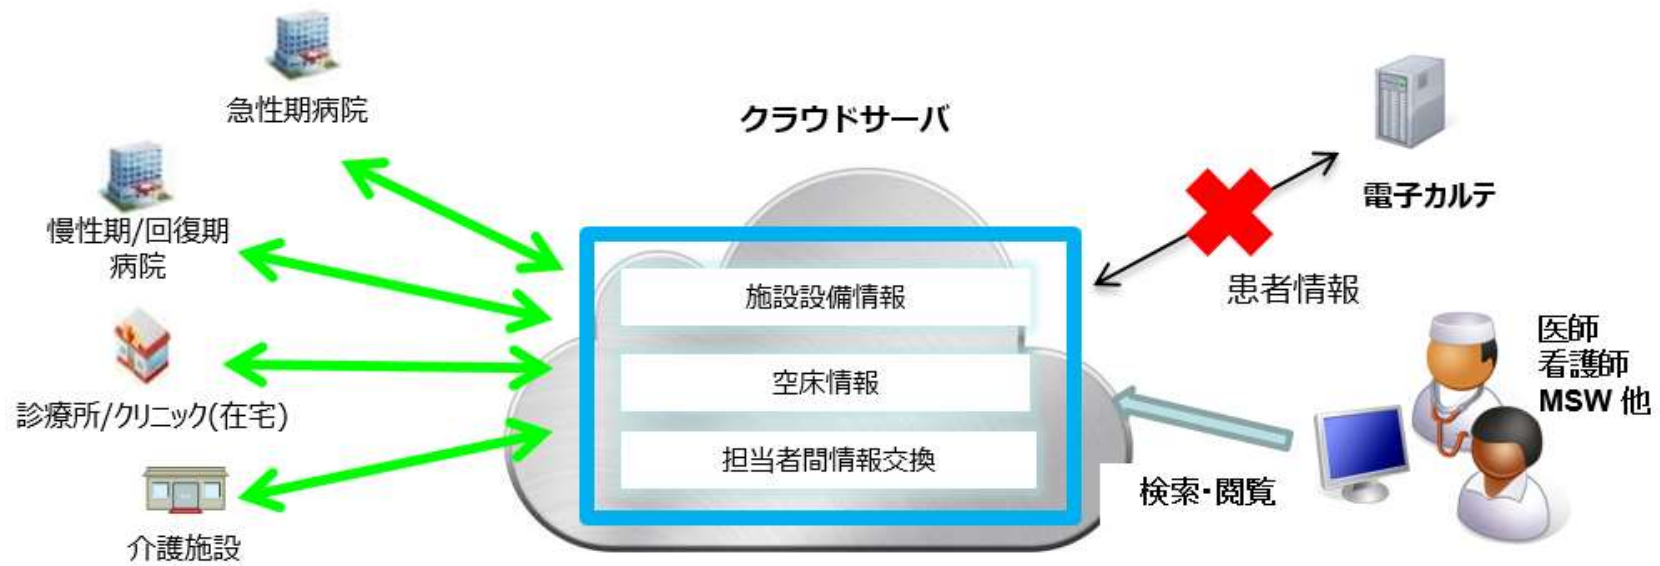 急性期病院
慢性期/回復期
病院
診療所/クリニック(在宅)
介護施設
クラウドサーバ
施設設備情報
空床情報
担当者間情報交換
電子カルテ
患者情報
医師
看護師
MSW 他
検索･閲覧